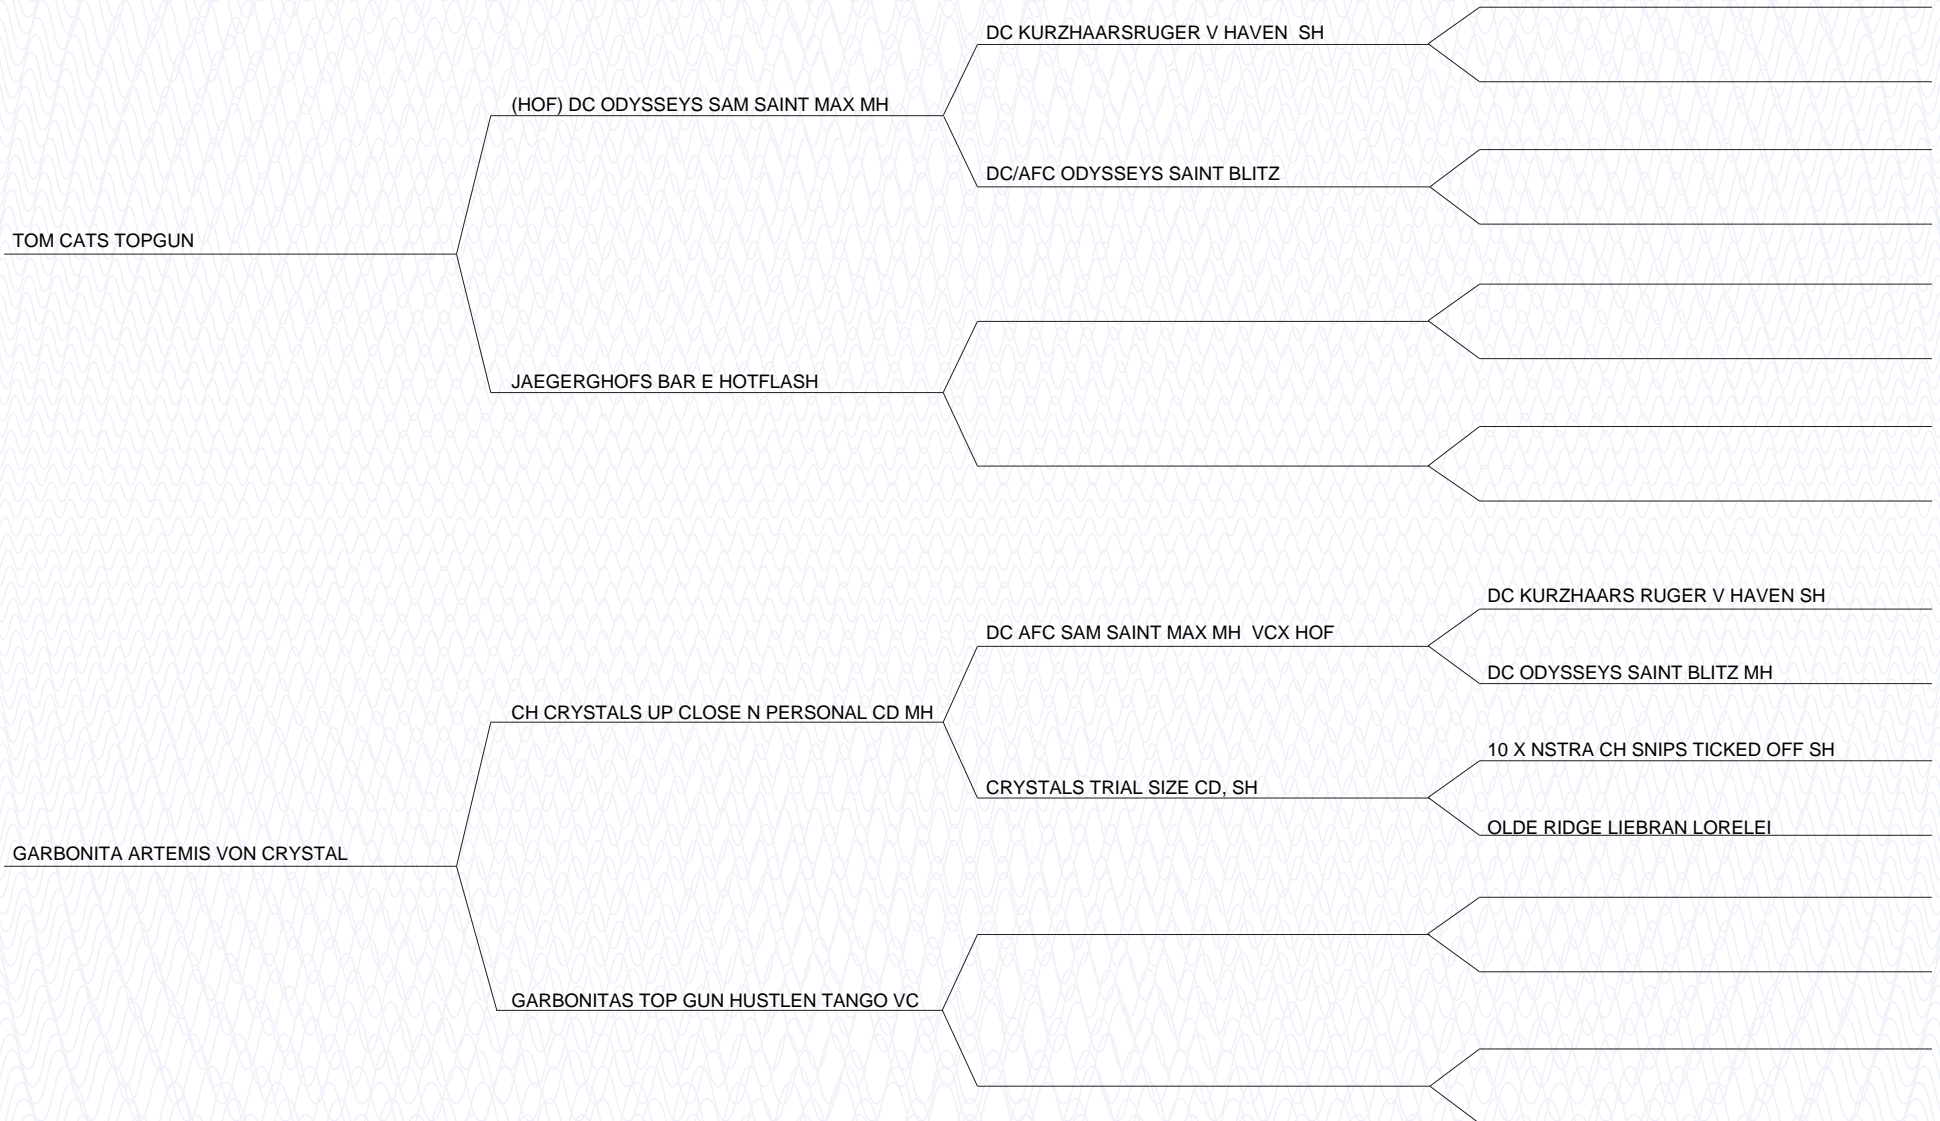 DC KURZHAARSRUGER V HAVEN  SH
(HOF) DC ODYSSEYS SAM SAINT MAX MH
DC/AFC ODYSSEYS SAINT BLITZ
TOM CATS TOPGUN
JAEGERGHOFS BAR E HOTFLASH
DC KURZHAARS RUGER V HAVEN SH
DC AFC SAM SAINT MAX MH  VCX HOF
DC ODYSSEYS SAINT BLITZ MH
CH CRYSTALS UP CLOSE N PERSONAL CD MH
10 X NSTRA CH SNIPS TICKED OFF SH
CRYSTALS TRIAL SIZE CD, SH
OLDE RIDGE LIEBRAN LORELEI
GARBONITA ARTEMIS VON CRYSTAL
GARBONITAS TOP GUN HUSTLEN TANGO VC